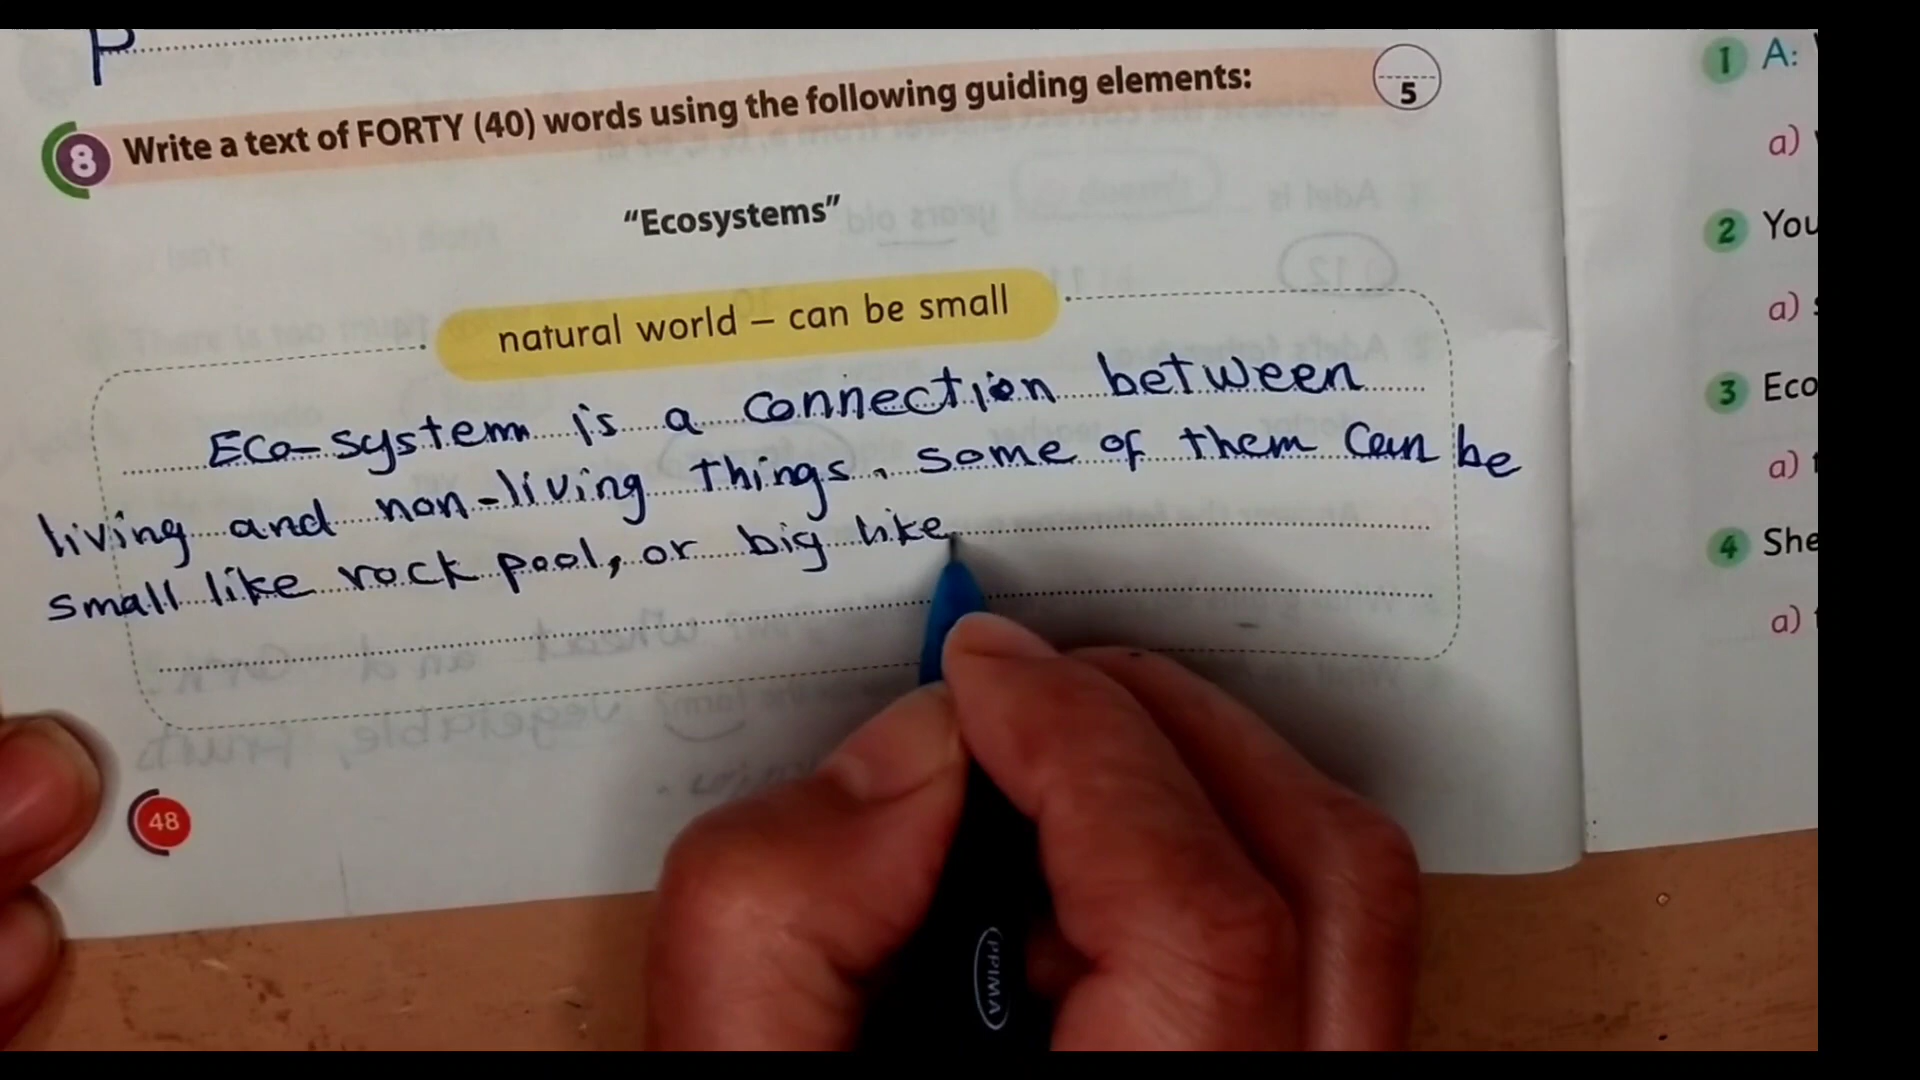 P
8 Write a text of FORTY (40) words using the following guiding elements:
5
"Ecosystems"
natural world – can be small
Eco-system is a connection between
living and non-living things. some of them can be
small like rock pool, or big like
48
PRIMA
1 A:
a)
2 You
a) s
3 Eco
a)
4 She
a)